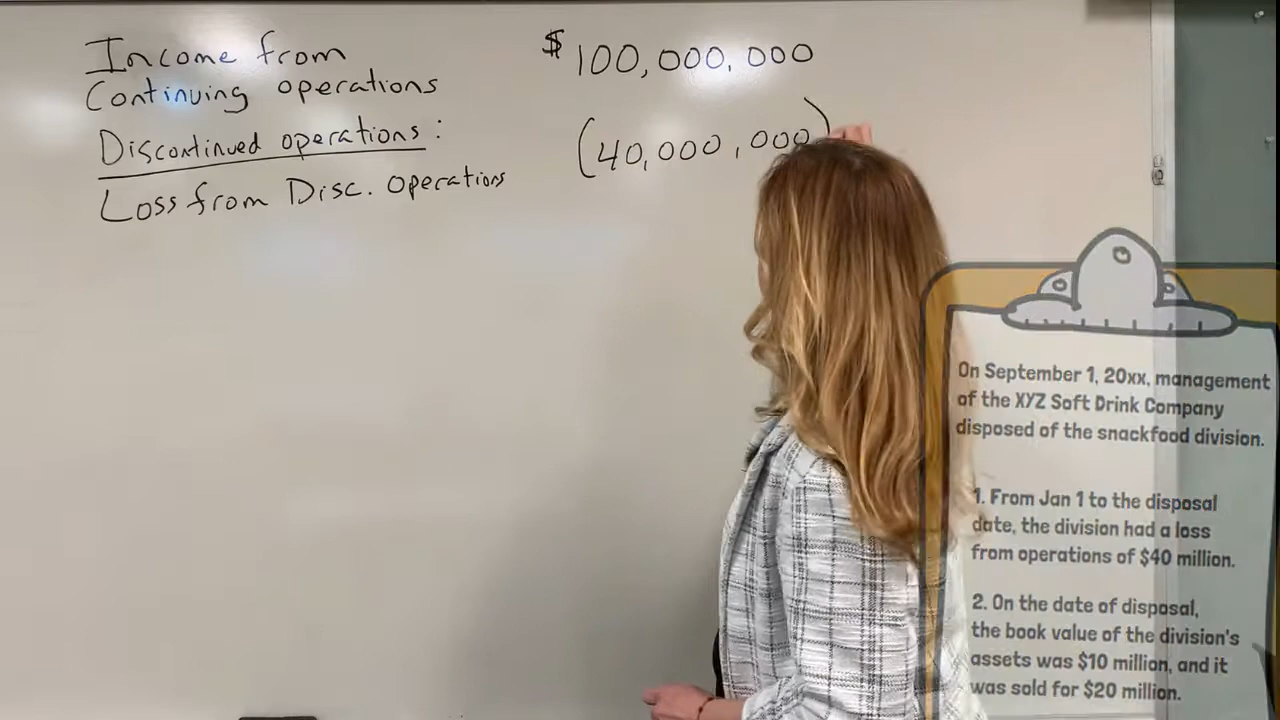 Income from $100,000,000
Continuing operations
Discontinued operations: (40,000,000)
Loss from Disc. operations
On September 1, 20xx, management
of the XYZ Soft Drink Company
disposed of the snackfood division.
1. From Jan 1 to the disposal
date, the division had a loss
from operations of $40 million.
2. On the date of disposal,
the book value of the division's
assets was $10 million, and it
was sold for $20 million.